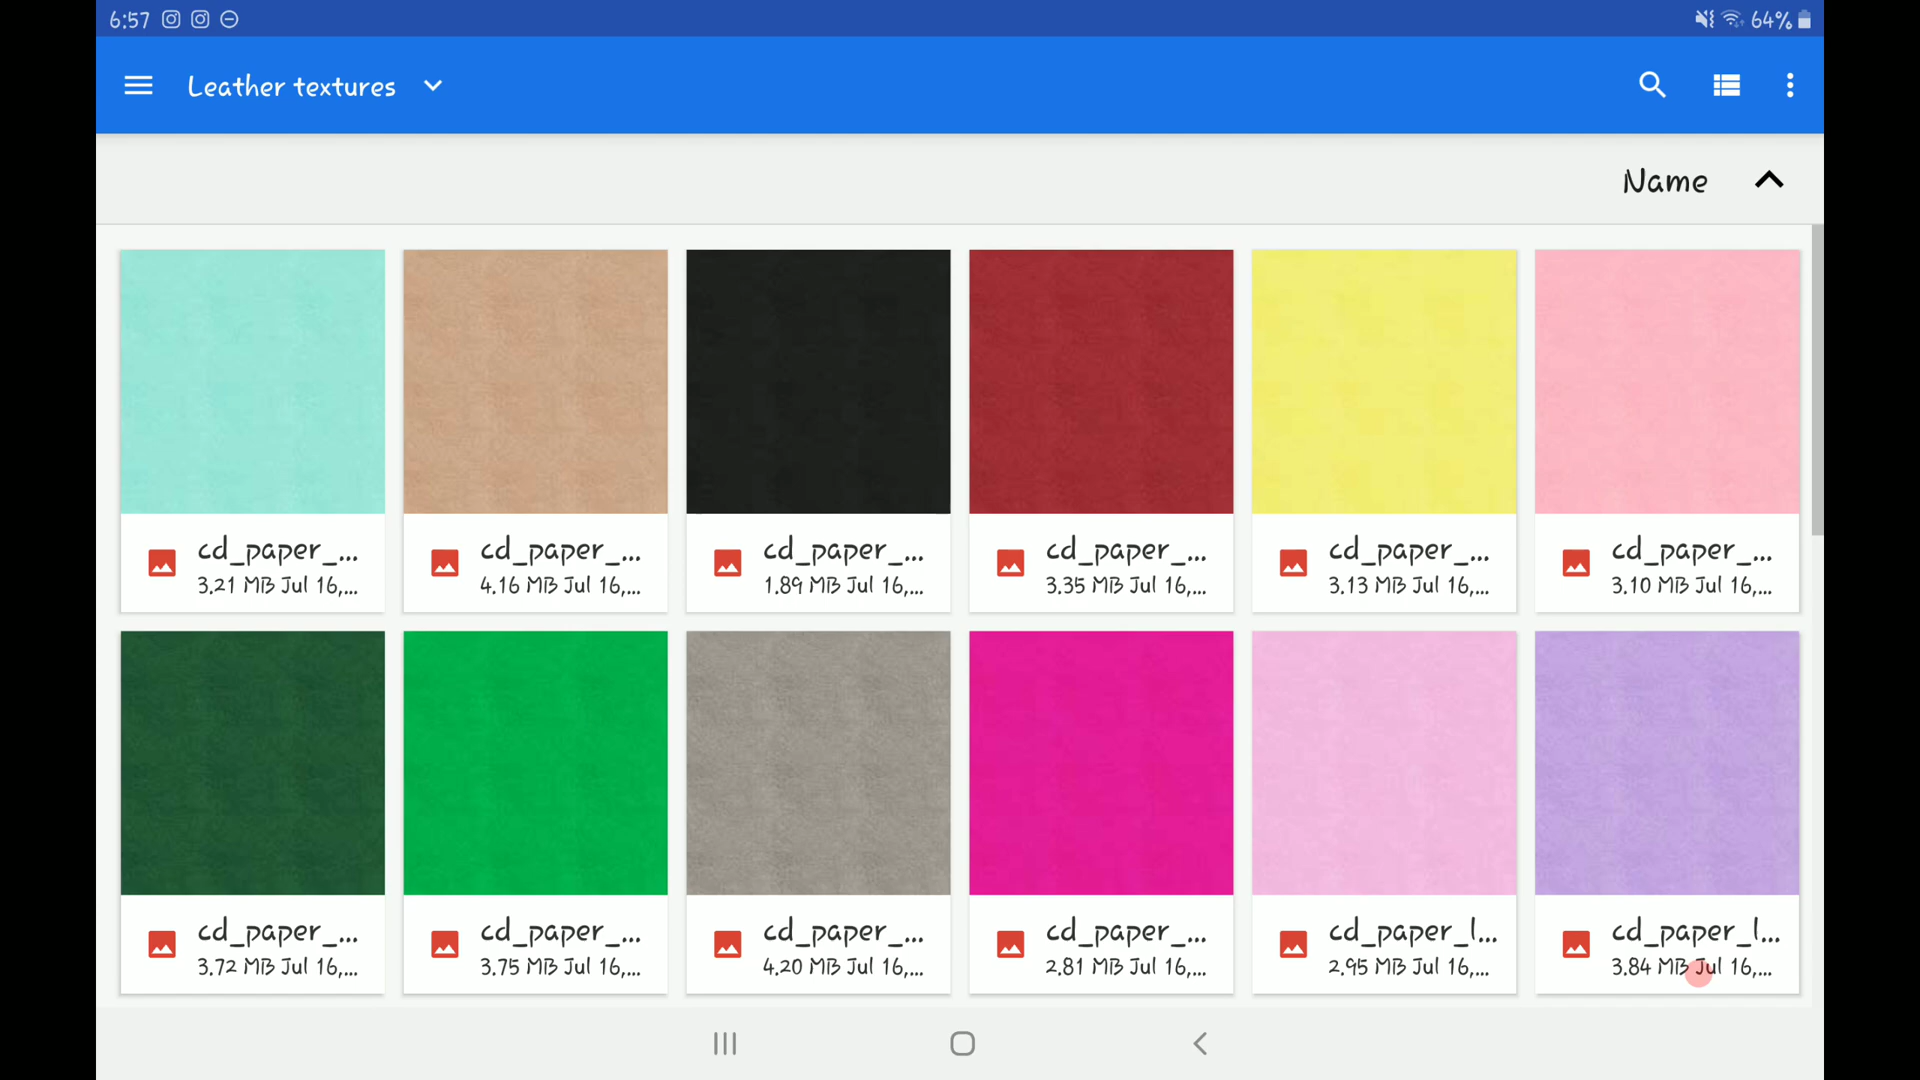 6:57
64%
Leather textures
Name
cd_paper_...
3.21 MB Jul 16,...
cd_paper_...
4.16 MB Jul 16,...
cd_paper_...
1.89 MB Jul 16,...
cd_paper_...
3.35 MB Jul 16,...
cd_paper_...
3.13 MB Jul 16,...
cd_paper_...
3.10 MB Jul 16,...
cd_paper_...
3.72 MB Jul 16,...
cd_paper_...
3.75 MB Jul 16,...
cd_paper_...
4.20 MB Jul 16,...
cd_paper_...
2.81 MB Jul 16,...
cd_paper_l...
2.95 MB Jul 16,...
cd_paper_l...
3.84 MB Jul 16,...